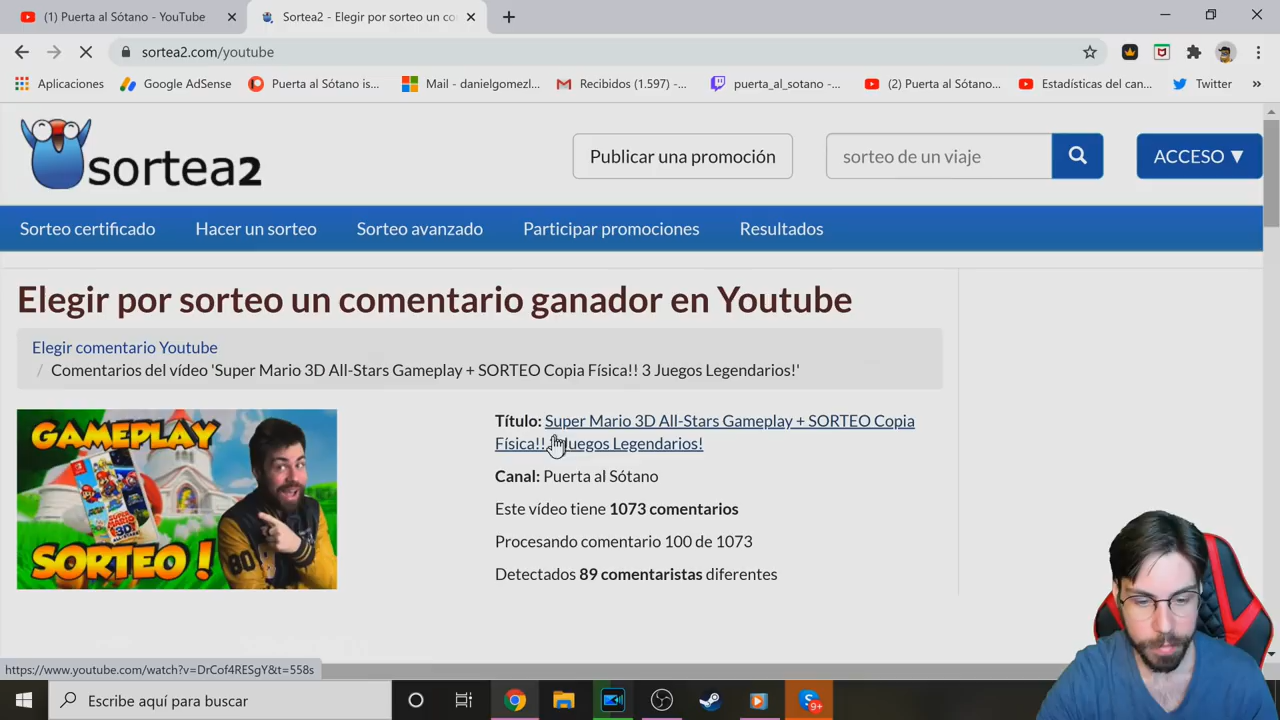 (1) Puerta al Sótano - YouTube
Sortea2 - Elegir por sorteo un co
sortea2.com/youtube
Aplicaciones
Google AdSense
Puerta al Sótano is...
Mail - danielgomezl...
Recibidos (1.597) -...
puerta_al_sotano -...
(2) Puerta al Sótano...
Estadísticas del can...
Twitter
»
sortea2
Publicar una promoción
sorteo de un viaje
ACCESO ▼
Sorteo certificado
Hacer un sorteo
Sorteo avanzado
Participar promociones
Resultados
Elegir por sorteo un comentario ganador en Youtube
Elegir comentario Youtube
/ Comentarios del vídeo 'Super Mario 3D All-Stars Gameplay + SORTEO Copia Física!! 3 Juegos Legendarios!'
GAMEPLAY
SORTEO!
Título: Super Mario 3D All-Stars Gameplay + SORTEO Copia
Física!! Juegos Legendarios!
Canal: Puerta al Sótano
Este vídeo tiene 1073 comentarios
Procesando comentario 100 de 1073
Detectados 89 comentaristas diferentes
80
https://www.youtube.com/watch?v=DrCof4RESgY&t=558s
Escribe aquí para buscar
9+